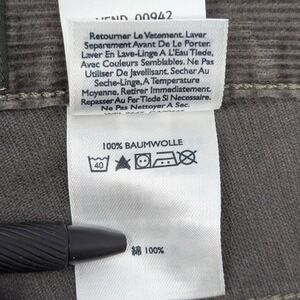 VEND 00942
Retourner Le Vetement. Laver
Separement Avant De Le Porter.
Laver En Lave-Linge A L'Eau Tiede,
Avec Couleurs Semblables. Ne Pas
Utiliser De Javellisant. Secher Au
Seche-Linge, A Temperature
Moyenne, Retirer Immediatement.
Repasser Au Fer Tiede Si Necessaire.
Ne Pas Nettoyer A Sec.
100% BAUMWOLLE
40
綿 100%